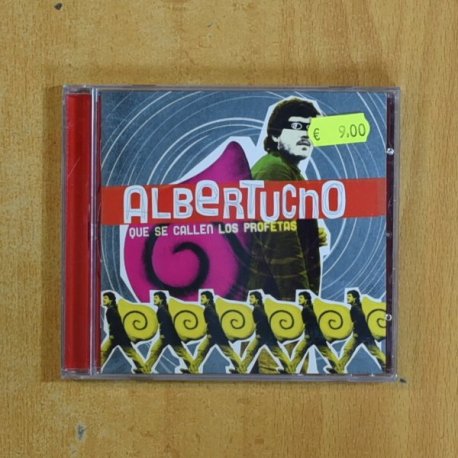 € 9.00
ALBERTUCHO
QUE SE CALLEN LOS PROFETAS